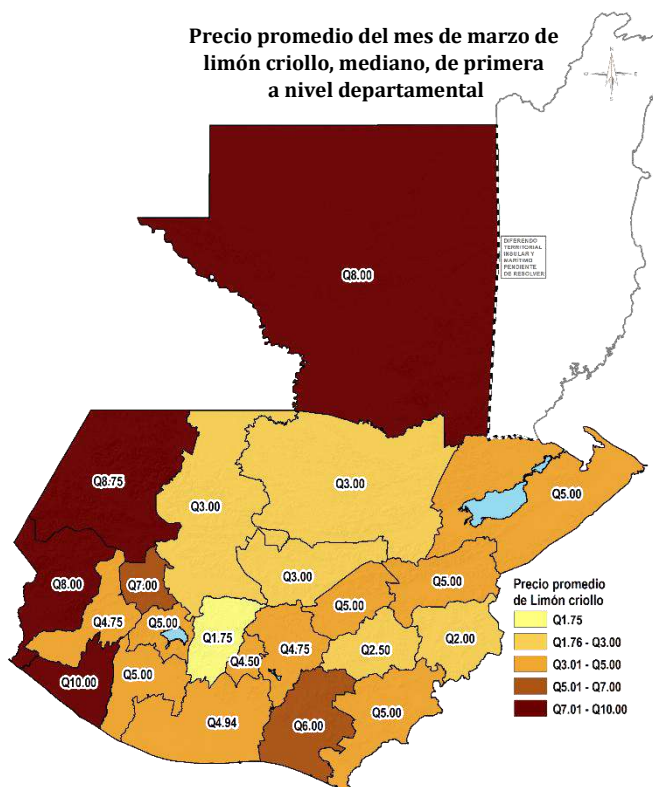 Precio promedio del mes de marzo de
limón criollo, mediano, de primera
a nivel departamental
N
O
E
S
DIFERENDO
TERRITORIAL
INSULAR Y
MARÍTIMO
PENDIENTE
DE RESOLVER
Q8.00
Q8.75
Q3.00
Q3.00
Q5.00
Q8.00
Q7.00
Q3.00
Q5.00
Q4.75
Q5.00
Q1.75
Q5.00
Q4.50
Q4.75
Q2.50
Q2.00
Q10.00
Q5.00
Q4.94
Q6.00
Q5.00
Precio promedio
de Limón criollo
Q1.75
Q1.76 - Q3.00
Q3.01 - Q5.00
Q5.01 - Q7.00
Q7.01 - Q10.00